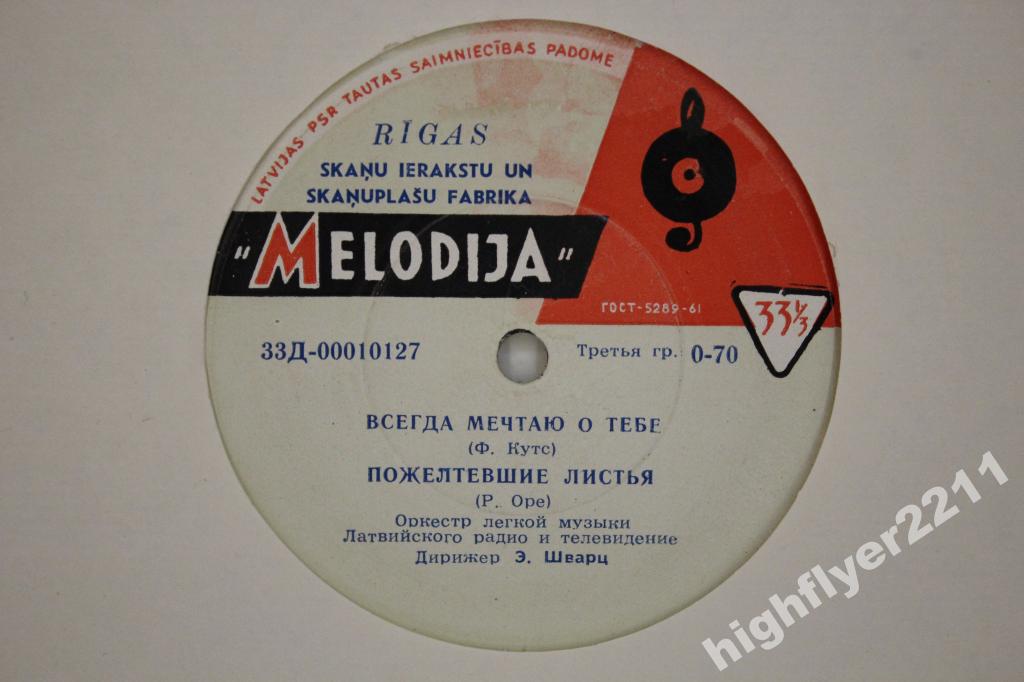 LATVIJAS PSR TAUTAS SAIMNIECĪBAS PADOME
RĪGAS
SKAŅU IERAKSTU UN
SKAŅUPLAŠU FABRIKA
"MELODIJA"
ГОСТ-5289-61
33⅓
33Д-00010127
Третья гр. 0-70
ВСЕГДА МЕЧТАЮ О ТЕБЕ
(Ф. Кутс)
ПОЖЕЛТЕВШИЕ ЛИСТЬЯ
(Р. Оре)
Оркестр легкой музыки
Латвийского радио и телевидение
Дирижер Э. Шварц
highflyer2211